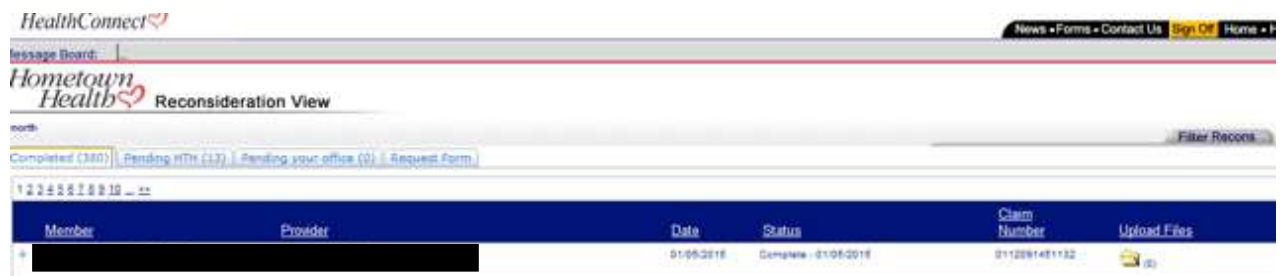 HealthConnect
News • Forms • Contact Us Sign Off Home •
Message Board:
Hometown
Health Reconsideration View
north
Filter Recons
Completed (380) Pending HTH (13) Pending your office (0) Request Form
1 2 3 4 5 6 7 8 9 10 ... >>
Member Provider Date Status Claim Number Upload Files
01/05/2015 Complete - 01/05/2015 (0)